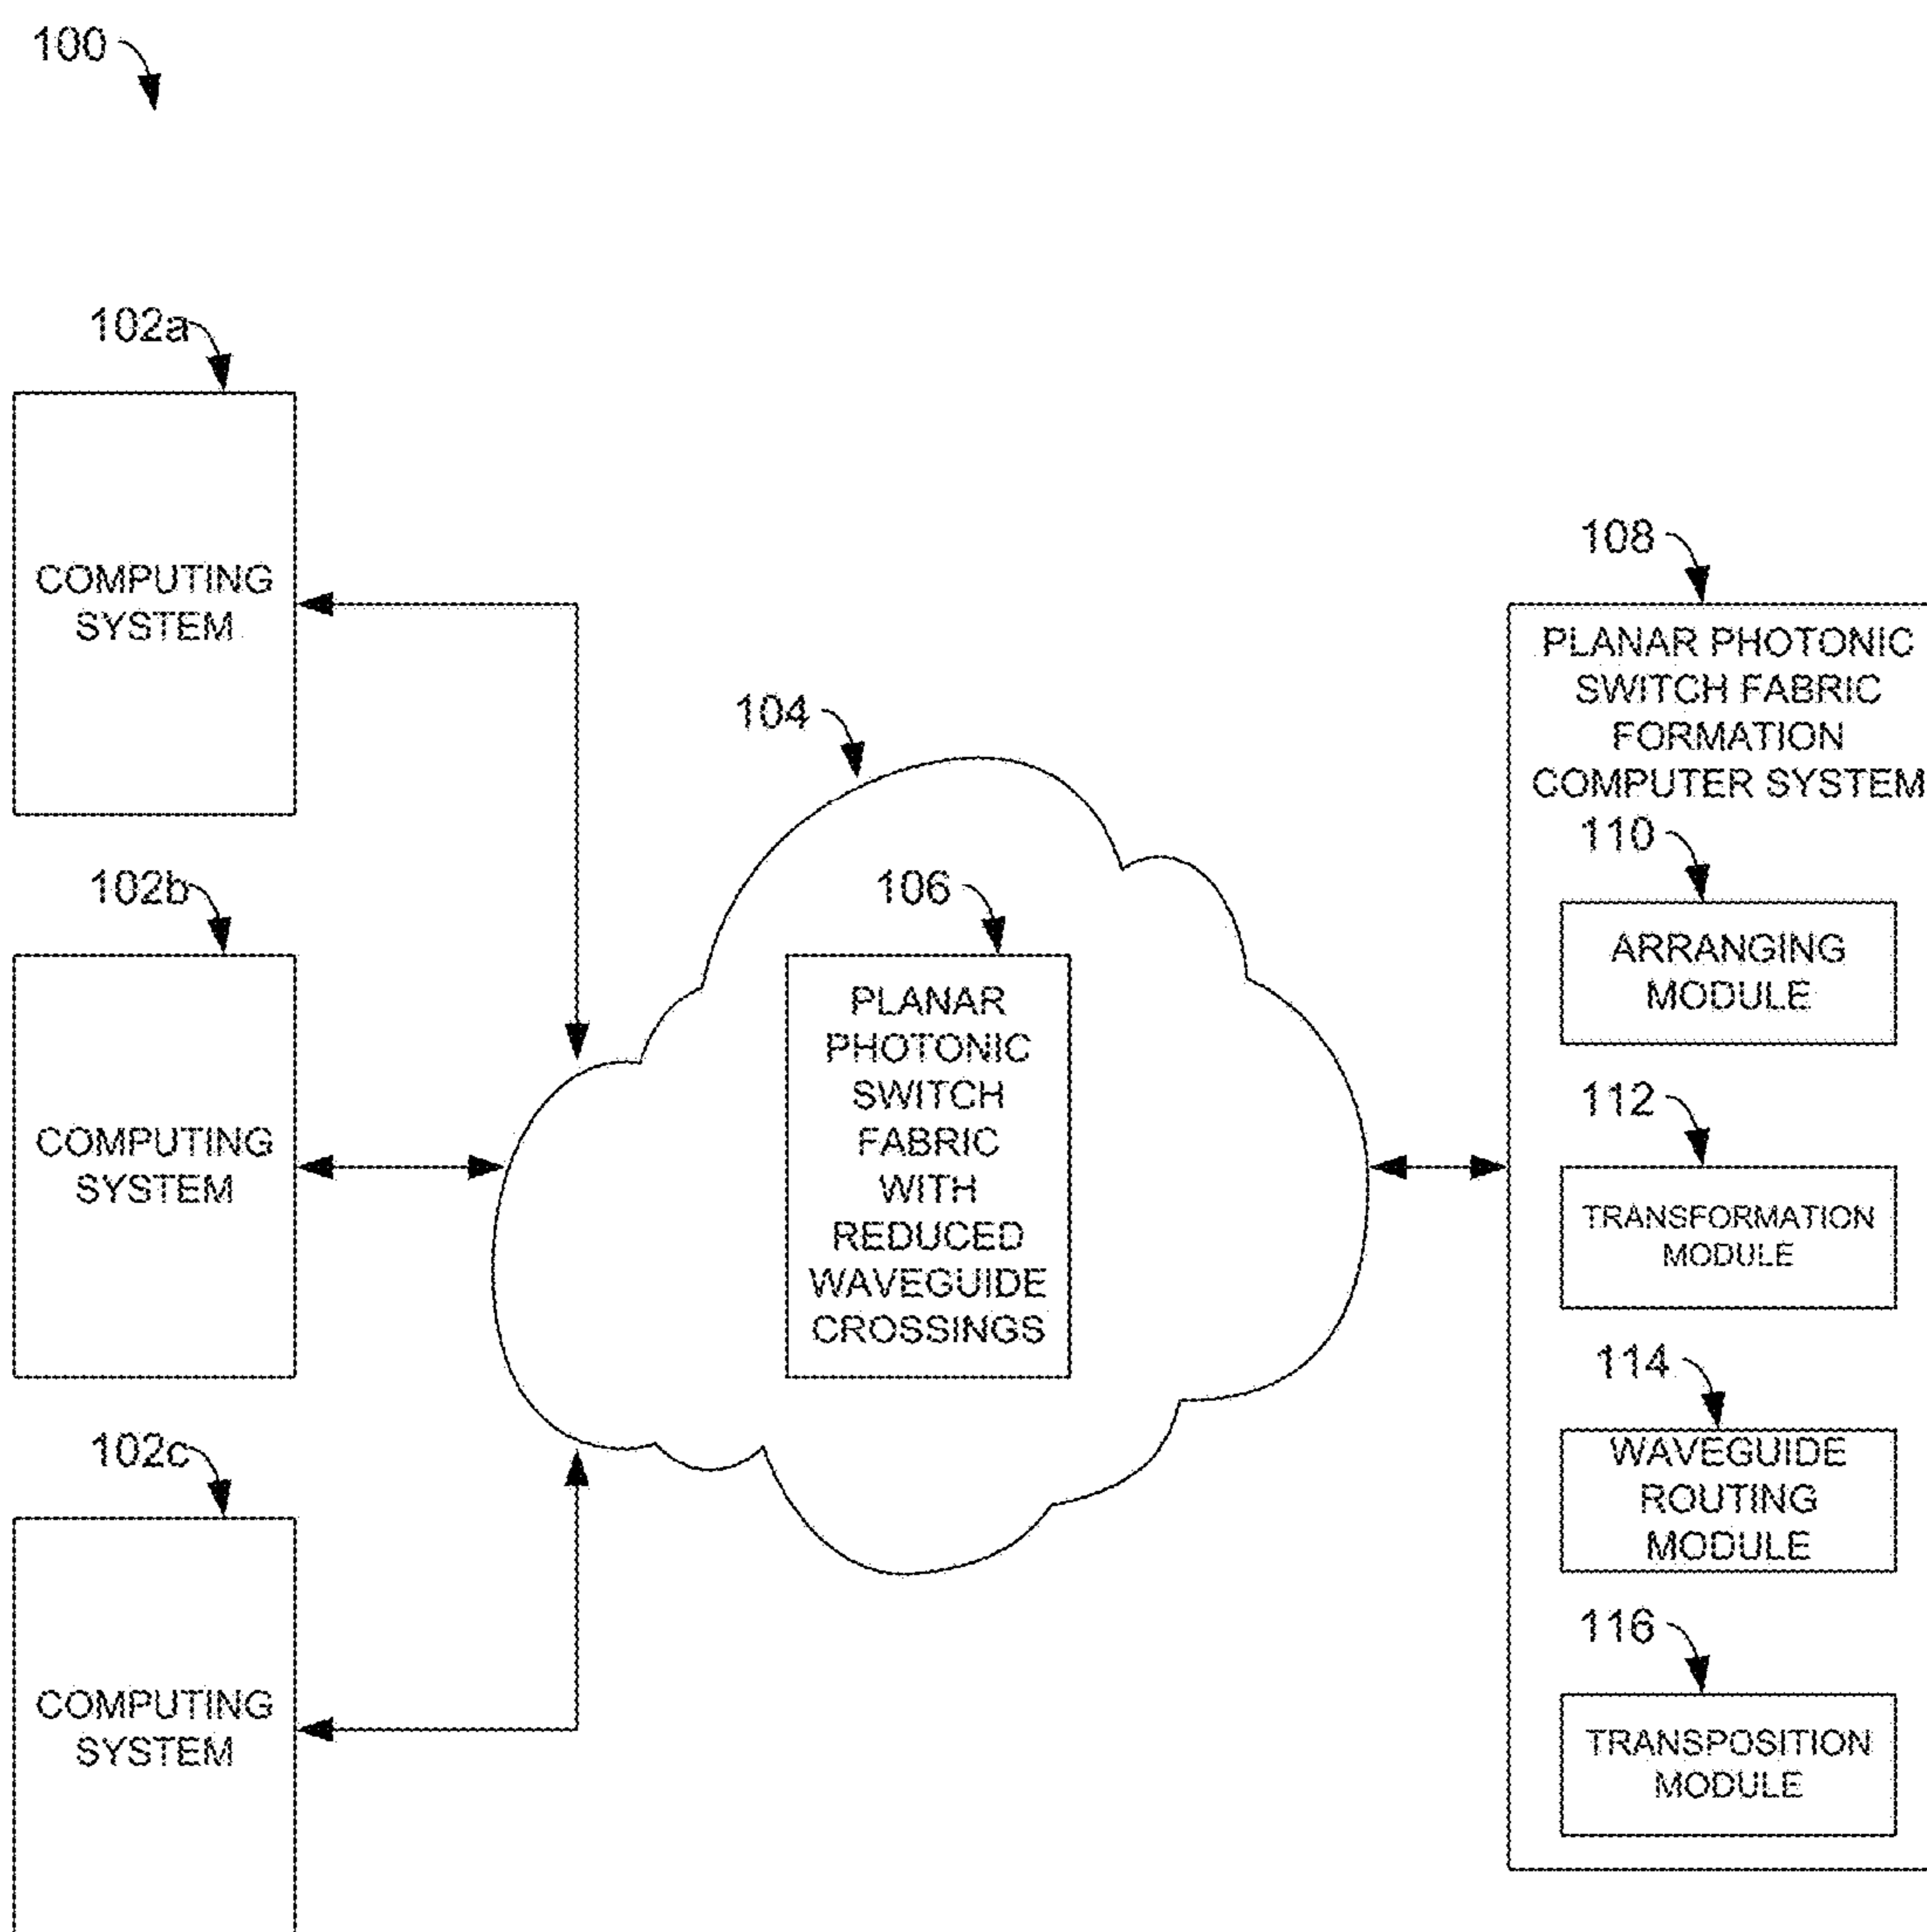 100
102a
COMPUTING
SYSTEM
102b
COMPUTING
SYSTEM
102c
COMPUTING
SYSTEM
104
106
PLANAR
PHOTONIC
SWITCH
FABRIC
WITH
REDUCED
WAVEGUIDE
CROSSINGS
108
PLANAR PHOTONIC
SWITCH FABRIC
FORMATION
COMPUTER SYSTEM
110
ARRANGING
MODULE
112
TRANSFORMATION
MODULE
114
WAVEGUIDE
ROUTING
MODULE
116
TRANSPOSITION
MODULE